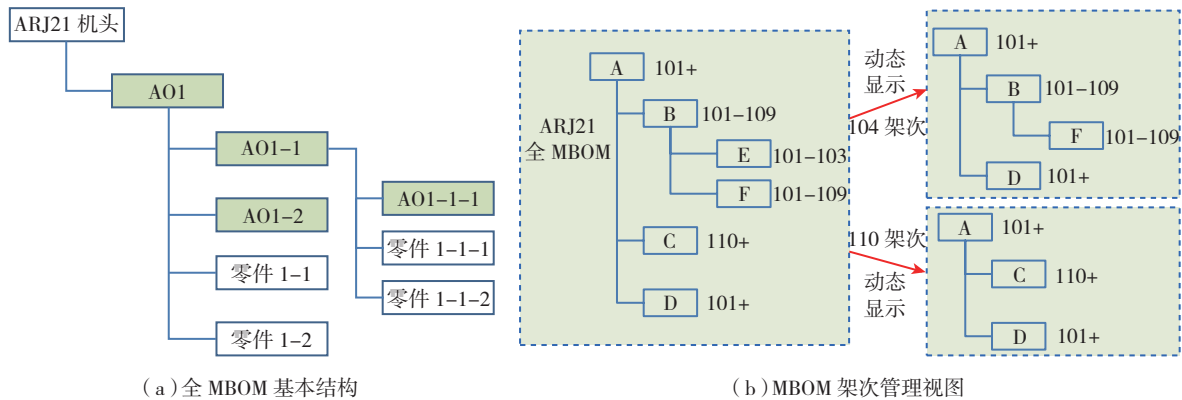 ARJ21 机头
AO1
AO1-1
AO1-1-1
AO1-2
零件 1-1-1
零件 1-1
零件 1-1-2
零件 1-2
(a)全 MBOM 基本结构
ARJ21
全 MBOM
A 101+
B 101-109
E 101-103
F 101-109
C 110+
D 101+
动态
显示
104 架次
A 101+
B 101-109
F 101-109
D 101+
110 架次
动态
显示
A 101+
C 110+
D 101+
(b)MBOM 架次管理视图